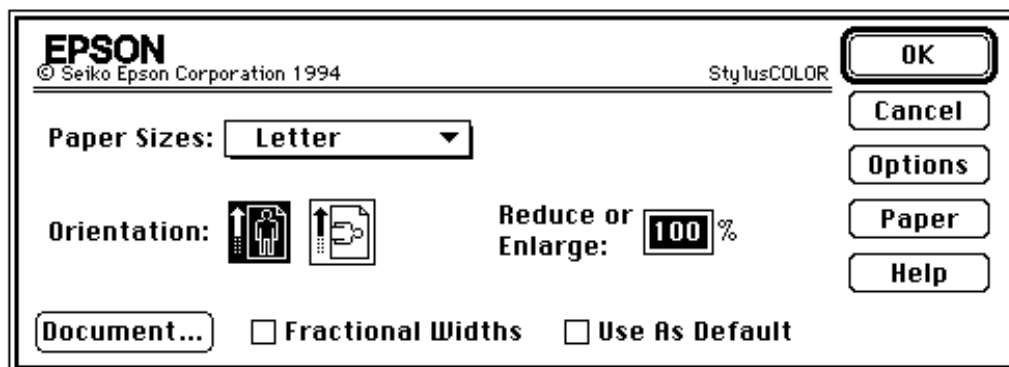 EPSON
© Seiko Epson Corporation 1994
StylusCOLOR
OK
Cancel
Paper Sizes: Letter
Options
Orientation:
Reduce or
Enlarge: 100 %
Paper
Help
Document...
Fractional Widths
Use As Default